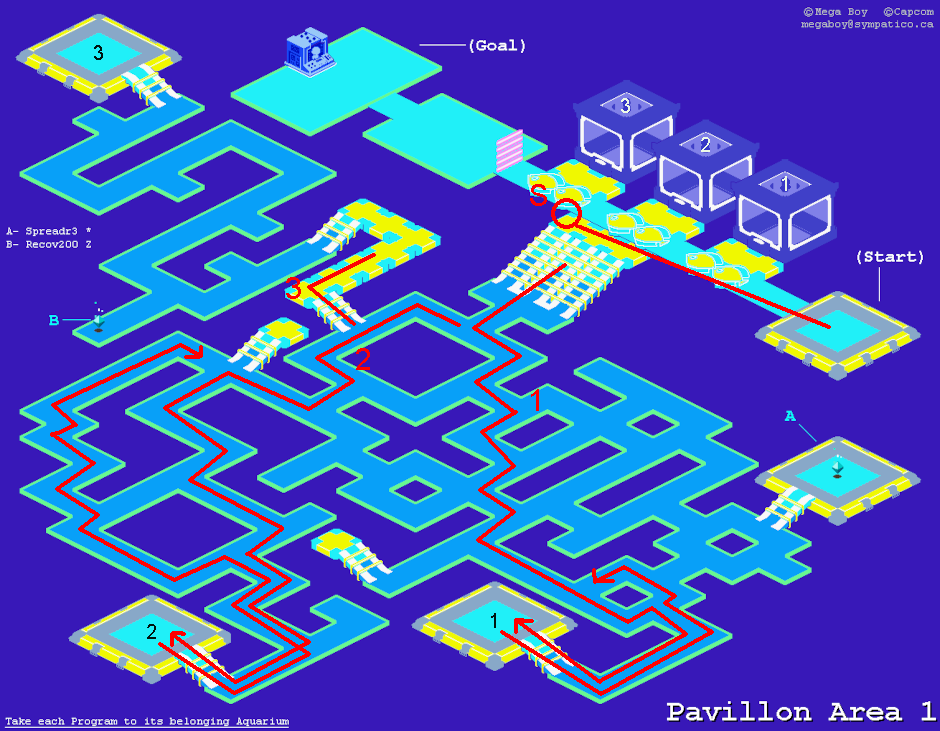 ©Mega Boy ©Capcom
megaboy@sympatico.ca
3
(Goal)
3
2
1
S
A- Spreadr3 *
B- Recov200 Z
(Start)
3
B
2
1
A
1
2
Take each Program to its belonging Aquarium
Pavillon Area 1